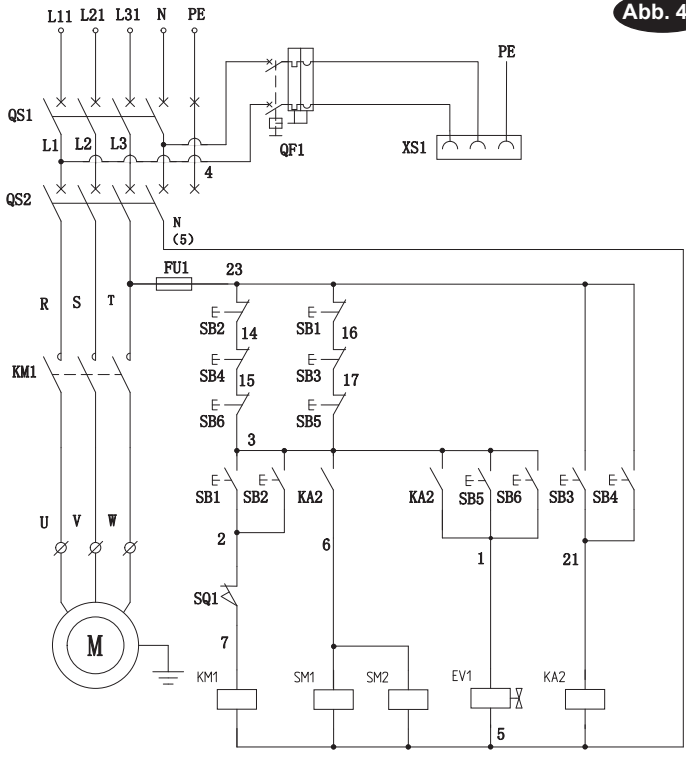 L11 L21 L31 N PE
Abb. 4
PE
QS1
L1 L2 L3
QF1
XS1
4
QS2
N
(5)
FU1
23
R S T
SB2 14
SB1 16
KM1
SB4 15
SB3 17
SB6
SB5
3
SB1 SB2 KA2 KA2 SB5 SB6 SB3 SB4
U V W
2 6 1 21
SQ1
7
M
KM1 SM1 SM2 EV1 KA2
5